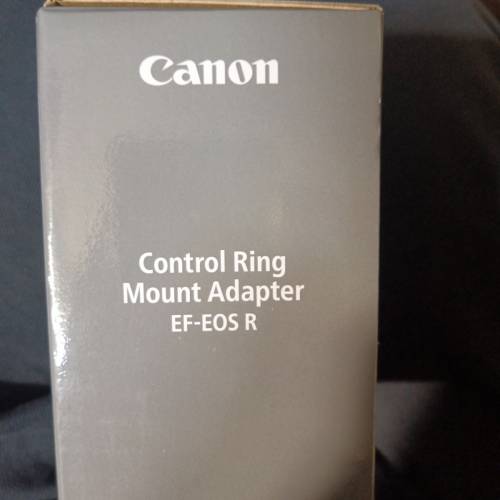 Canon
Control Ring
Mount Adapter
EF-EOS R